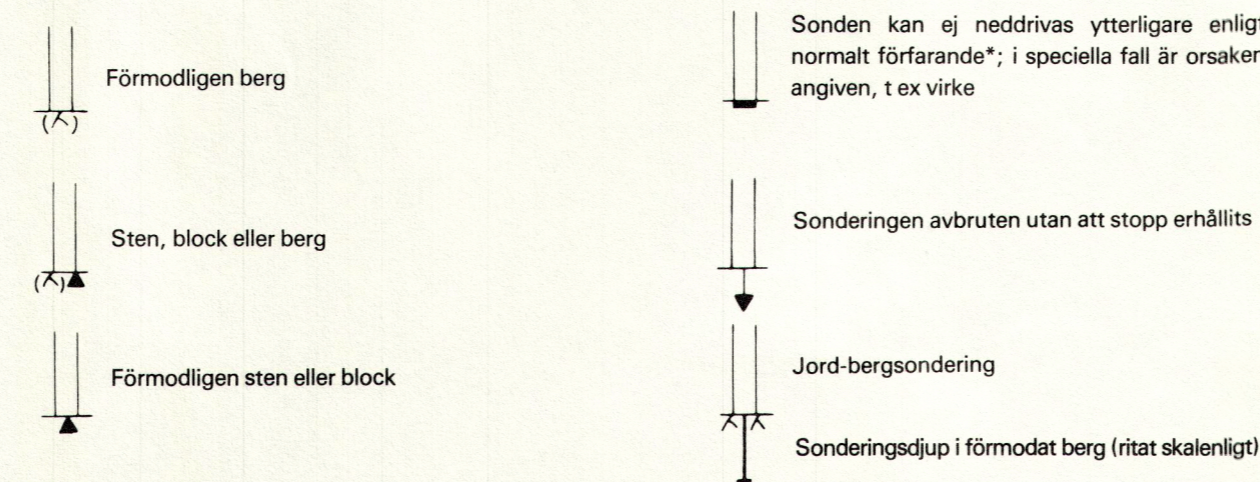 Förmodligen berg
Sten, block eller berg
Förmodligen sten eller block
Sonden kan ej neddrivas ytterligare enligt
normalt förfarande*; i speciella fall är orsaken
angiven, t ex virke
Sonderingen avbruten utan att stopp erhållits
Jord-bergsondering
Sonderingsdjup i förmodat berg (ritat skalenligt)